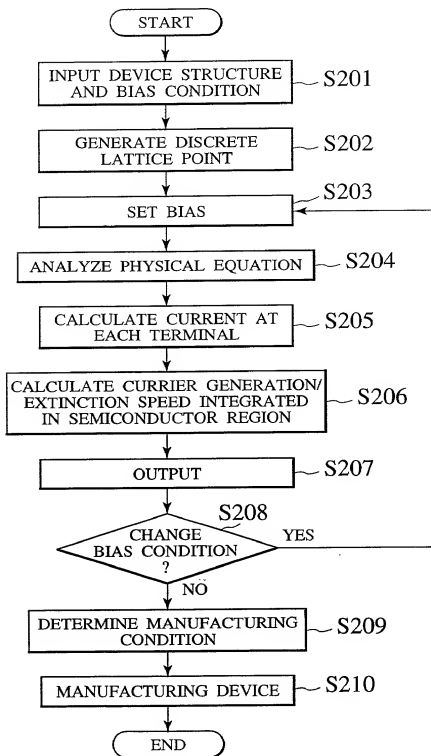 START
INPUT DEVICE STRUCTURE
AND BIAS CONDITION
S201
GENERATE DISCRETE
LATTICE POINT
S202
S203
SET BIAS
S204
ANALYZE PHYSICAL EQUATION
CALCULATE CURRENT AT
EACH TERMINAL
S205
CALCULATE CURRIER GENERATION/
EXTINCTION SPEED INTEGRATED
IN SEMICONDUCTOR REGION
S206
OUTPUT
S207
S208
CHANGE
BIAS CONDITION
?
YES
NO
DETERMINE MANUFACTURING
CONDITION
S209
MANUFACTURING DEVICE
S210
END